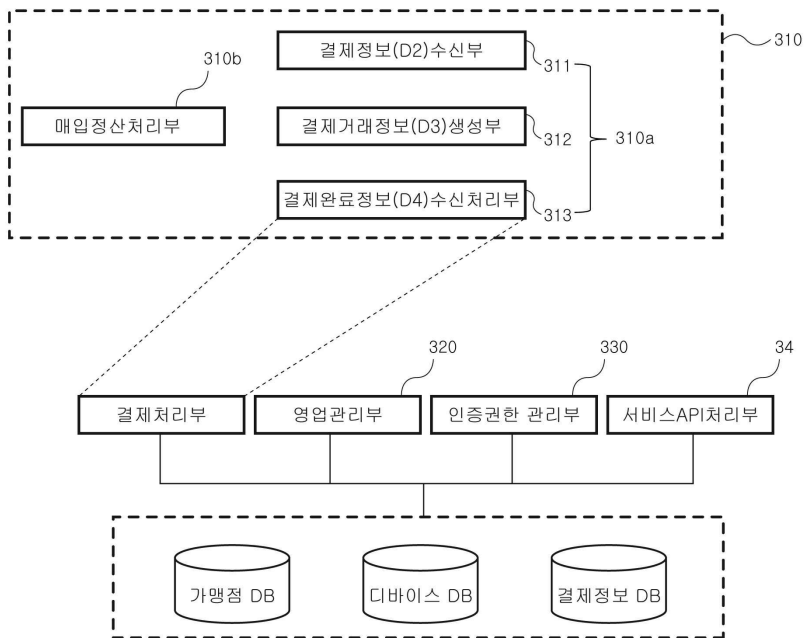 310
결제정보(D2)수신부
311
310b
매입정산처리부
결제거래정보(D3)생성부
312
310a
결제완료정보(D4)수신처리부
313
320
330
34
결제처리부
영업관리부
인증권한 관리부
서비스API처리부
가맹점 DB
디바이스 DB
결제정보 DB